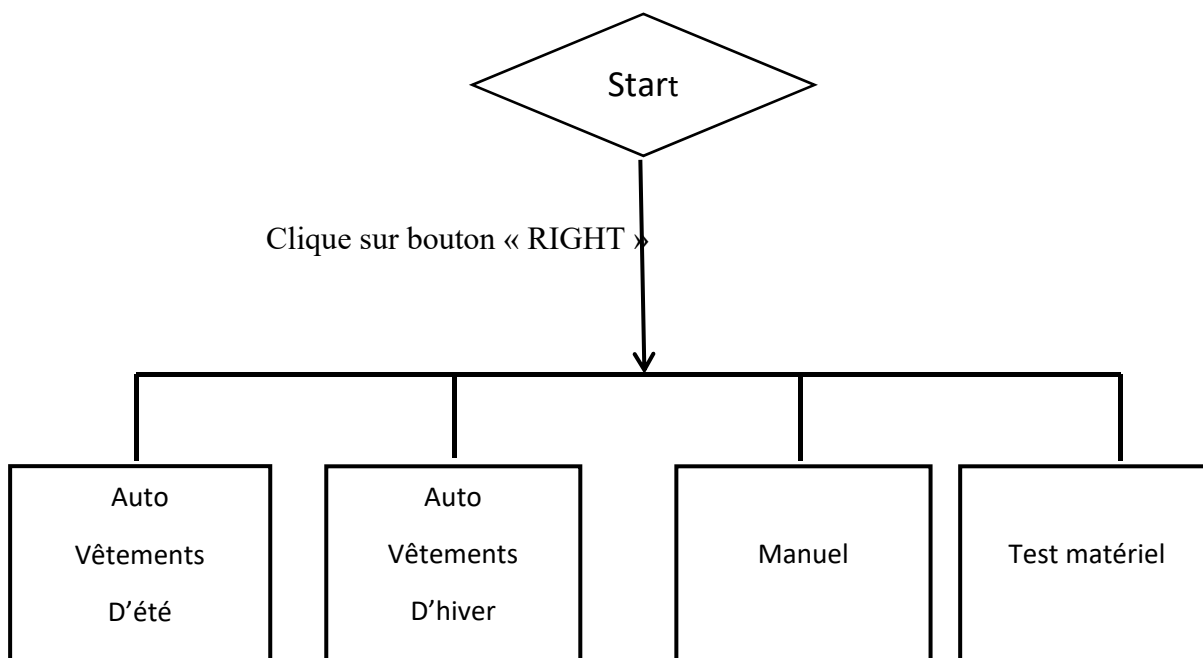 Start
Clique sur bouton « RIGHT »
Auto
Vêtements
D’été
Auto
Vêtements
D’hiver
Manuel
Test matériel